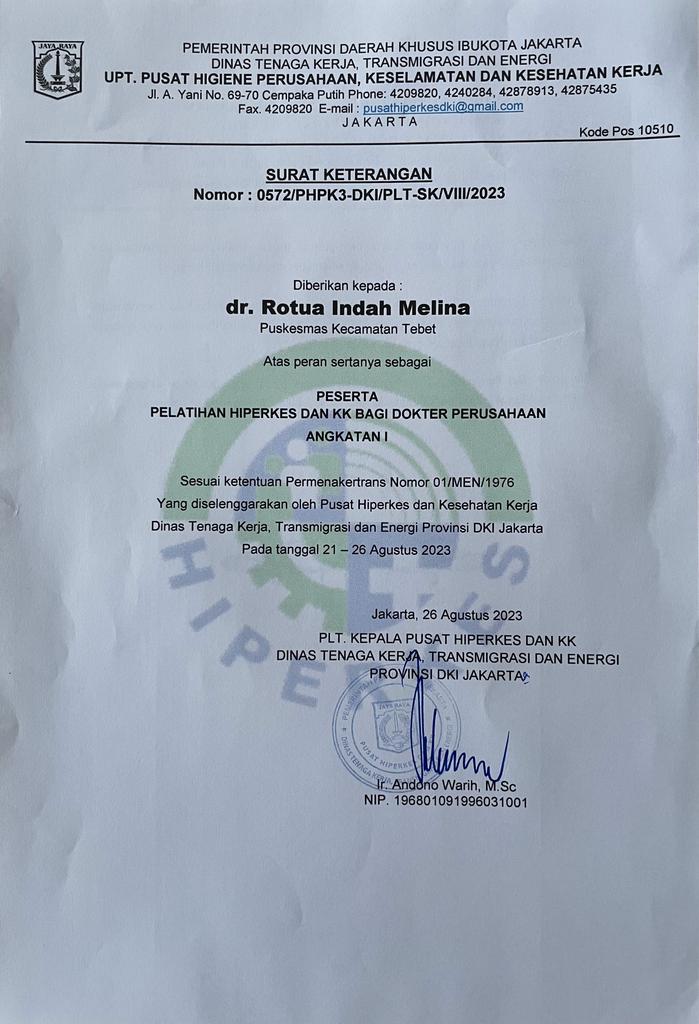 JAYA RAYA
PEMERINTAH PROVINSI DAERAH KHUSUS IBUKOTA JAKARTA
DINAS TENAGA KERJA, TRANSMIGRASI DAN ENERGI
UPT. PUSAT HIGIENE PERUSAHAAN, KESELAMATAN DAN KESEHATAN KERJA
Jl. A. Yani No. 69-70 Cempaka Putih Phone: 4209820, 4240284, 42878913, 42875435
Fax. 4209820 E-mail : pusathiperkesdki@gmail.com
JAKARTA
Kode Pos 10510
SURAT KETERANGAN
Nomor : 0572/PHPK3-DKI/PLT-SK/VIII/2023
Diberikan kepada :
dr. Rotua Indah Melina
Puskesmas Kecamatan Tebet
Atas peran sertanya sebagai
PESERTA
PELATIHAN HIPERKES DAN KK BAGI DOKTER PERUSAHAAN
ANGKATAN I
Sesuai ketentuan Permenakertrans Nomor 01/MEN/1976
Yang diselenggarakan oleh Pusat Hiperkes dan Kesehatan Kerja
Dinas Tenaga Kerja, Transmigrasi dan Energi Provinsi DKI Jakarta
Pada tanggal 21 – 26 Agustus 2023
HIPERKES
Jakarta, 26 Agustus 2023
PLT. KEPALA PUSAT HIPERKES DAN KK
DINAS TENAGA KERJA, TRANSMIGRASI DAN ENERGI
PROVINSI DKI JAKARTA
JAYA RAYA
PUSAT HIPERKES
DINAS TENAGA KERJA
Ir. Andono Warih, M.Sc
NIP. 196801091996031001